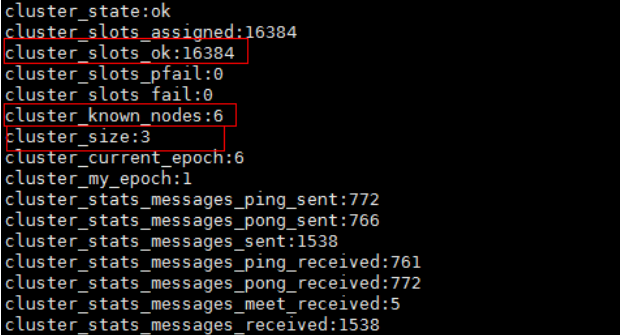 cluster_state:ok
cluster_slots_assigned:16384
cluster_slots_ok:16384
cluster_slots_pfail:0
cluster_slots_fail:0
cluster_known_nodes:6
cluster_size:3
cluster_current_epoch:6
cluster_my_epoch:1
cluster_stats_messages_ping_sent:772
cluster_stats_messages_pong_sent:766
cluster_stats_messages_sent:1538
cluster_stats_messages_ping_received:761
cluster_stats_messages_pong_received:772
cluster_stats_messages_meet_received:5
cluster_stats_messages_received:1538